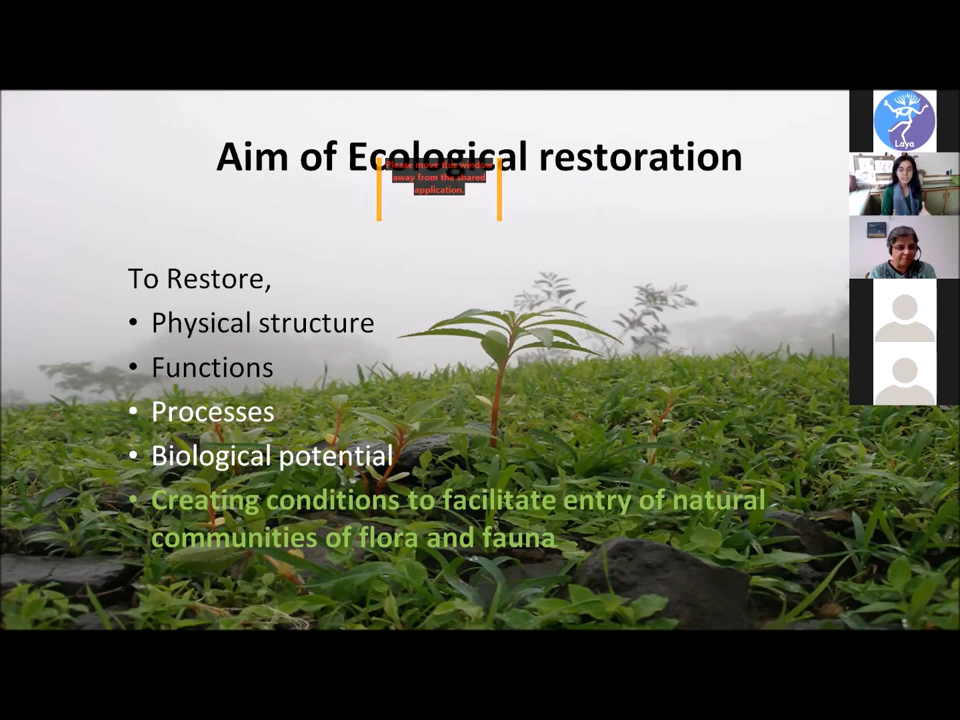 Aim of Ecological restoration
Please move this window
away from the shared
application.
To Restore,
• Physical structure
• Functions
• Processes
• Biological potential
• Creating conditions to facilitate entry of natural
communities of flora and fauna
Laya